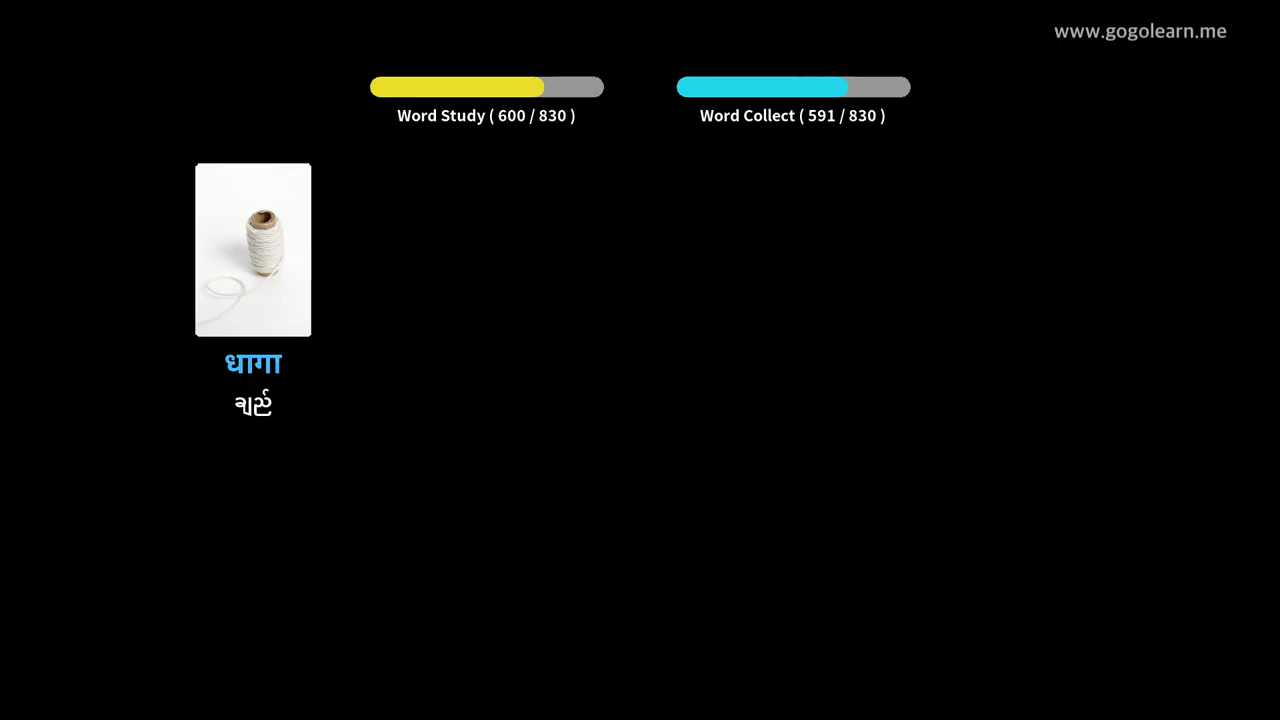 www.gogolearn.me
Word Study ( 600 / 830 )
Word Collect ( 591 / 830 )
धागा
ချည်